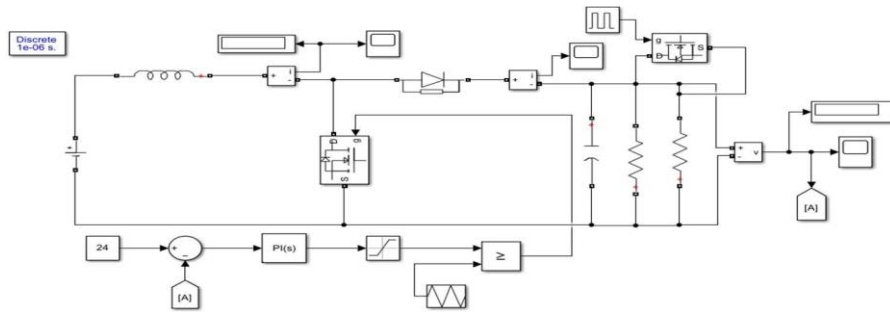 Discrete
1e-06 s.
+
-
i
+
-
i
g
D
S
g
D
S
+
+
-
v
[A]
24
+
-
PI(s)
≥
[A]